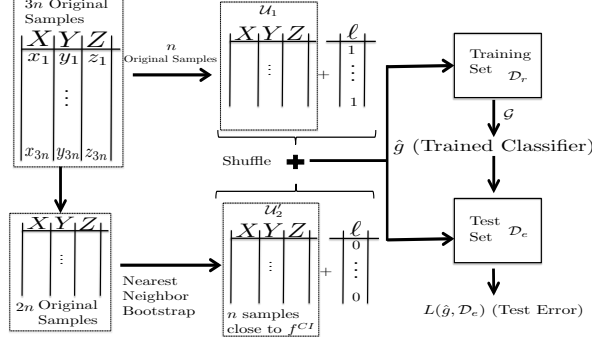 3n Original
Samples
X Y Z
x₁ y₁ z₁
⋮
x₃ₙ y₃ₙ z₃ₙ
n
Original Samples
𝒰₁
X Y Z
⋮
+
ℓ
1
⋮
1
Shuffle
+
Training
Set 𝒟ᵣ
𝒢
ĝ (Trained Classifier)
Test
Set 𝒟ₑ
L(ĝ, 𝒟ₑ) (Test Error)
X Y Z
⋮
2n Original
Samples
Nearest
Neighbor
Bootstrap
𝒰₂′
X Y Z
⋮
n samples
close to f^{CI}
+
ℓ
0
⋮
0